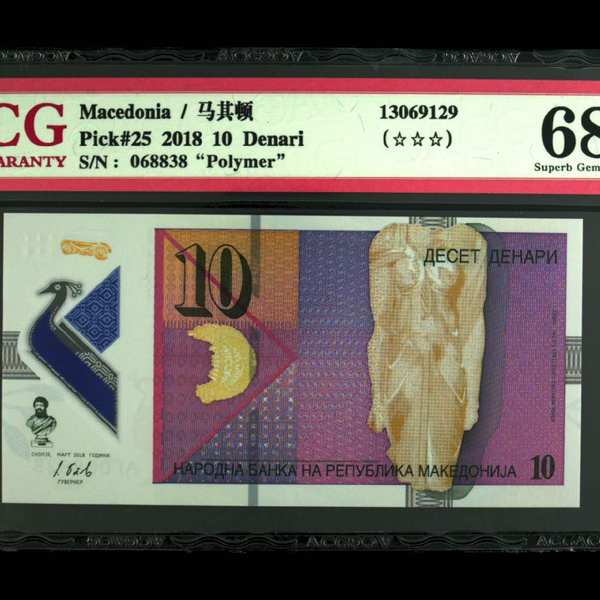 CG
Macedonia / 马其顿
13069129
68
ARANTY
Pick#25 2018 10 Denari
(☆☆☆)
S/N : 068838 “Polymer”
Superb Gem
10
ДЕСЕТ ДЕНАРИ
СКОПЈЕ, МАРТ 2018 ГОДИНА
ГУВЕРНЕР
НАРОДНА БАНКА НА РЕПУБЛИКА МАКЕДОНИЈА
10